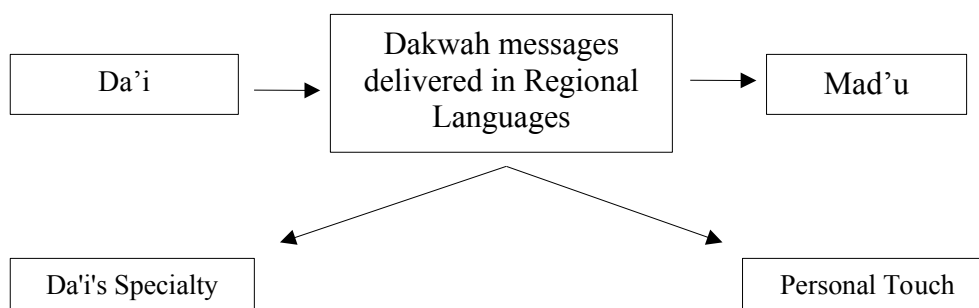 Da’i
Dakwah messages
delivered in Regional
Languages
Mad’u
Da'i's Specialty
Personal Touch